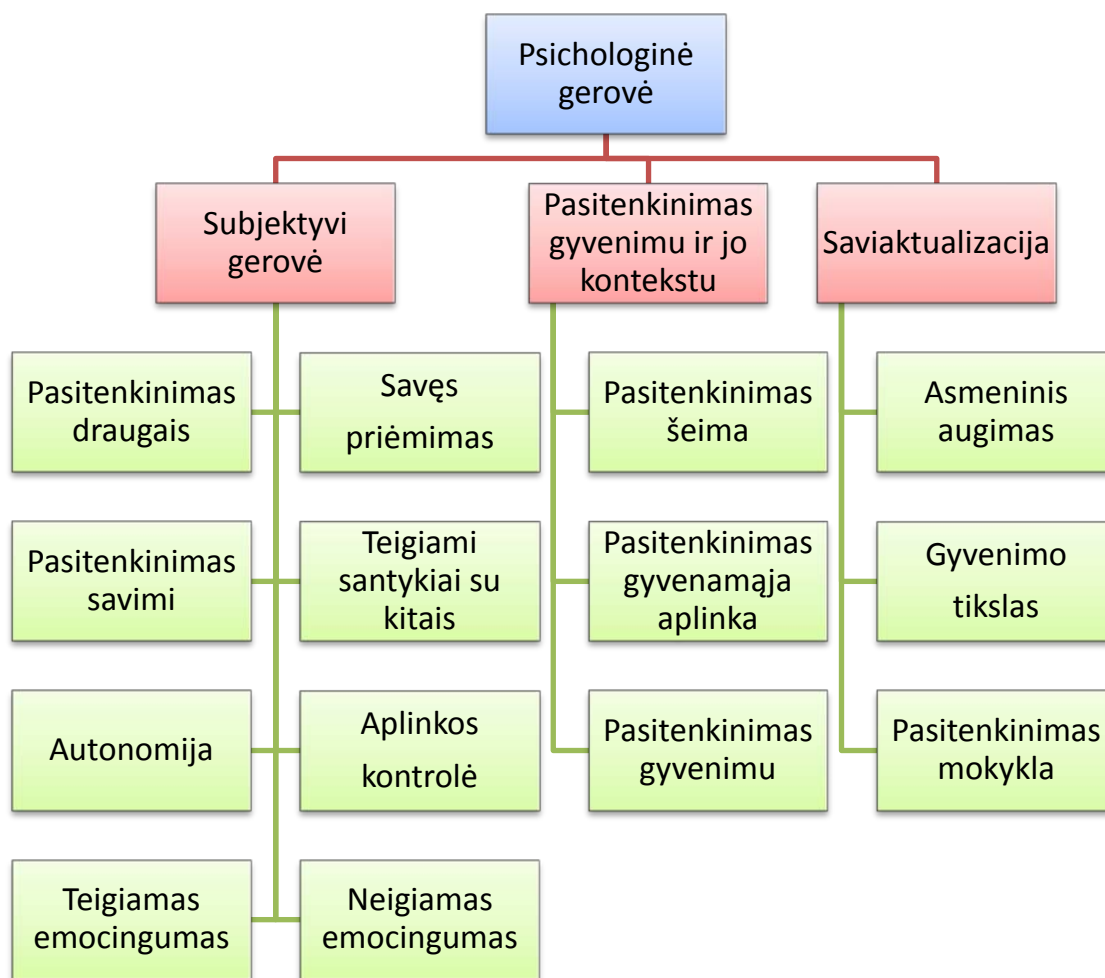 Psichologinė
gerovė
Subjektyvi
gerovė
Pasitenkinimas
gyvenimu ir jo
kontekstu
Saviaktualizacija
Pasitenkinimas
draugais
Savęs
priėmimas
Pasitenkinimas
šeima
Asmeninis
augimas
Pasitenkinimas
savimi
Teigiami
santykiai su
kitais
Pasitenkinimas
gyvenamąja
aplinka
Gyvenimo
tikslas
Autonomija
Aplinkos
kontrolė
Pasitenkinimas
gyvenimu
Pasitenkinimas
mokykla
Teigiamas
emocingumas
Neigiamas
emocingumas